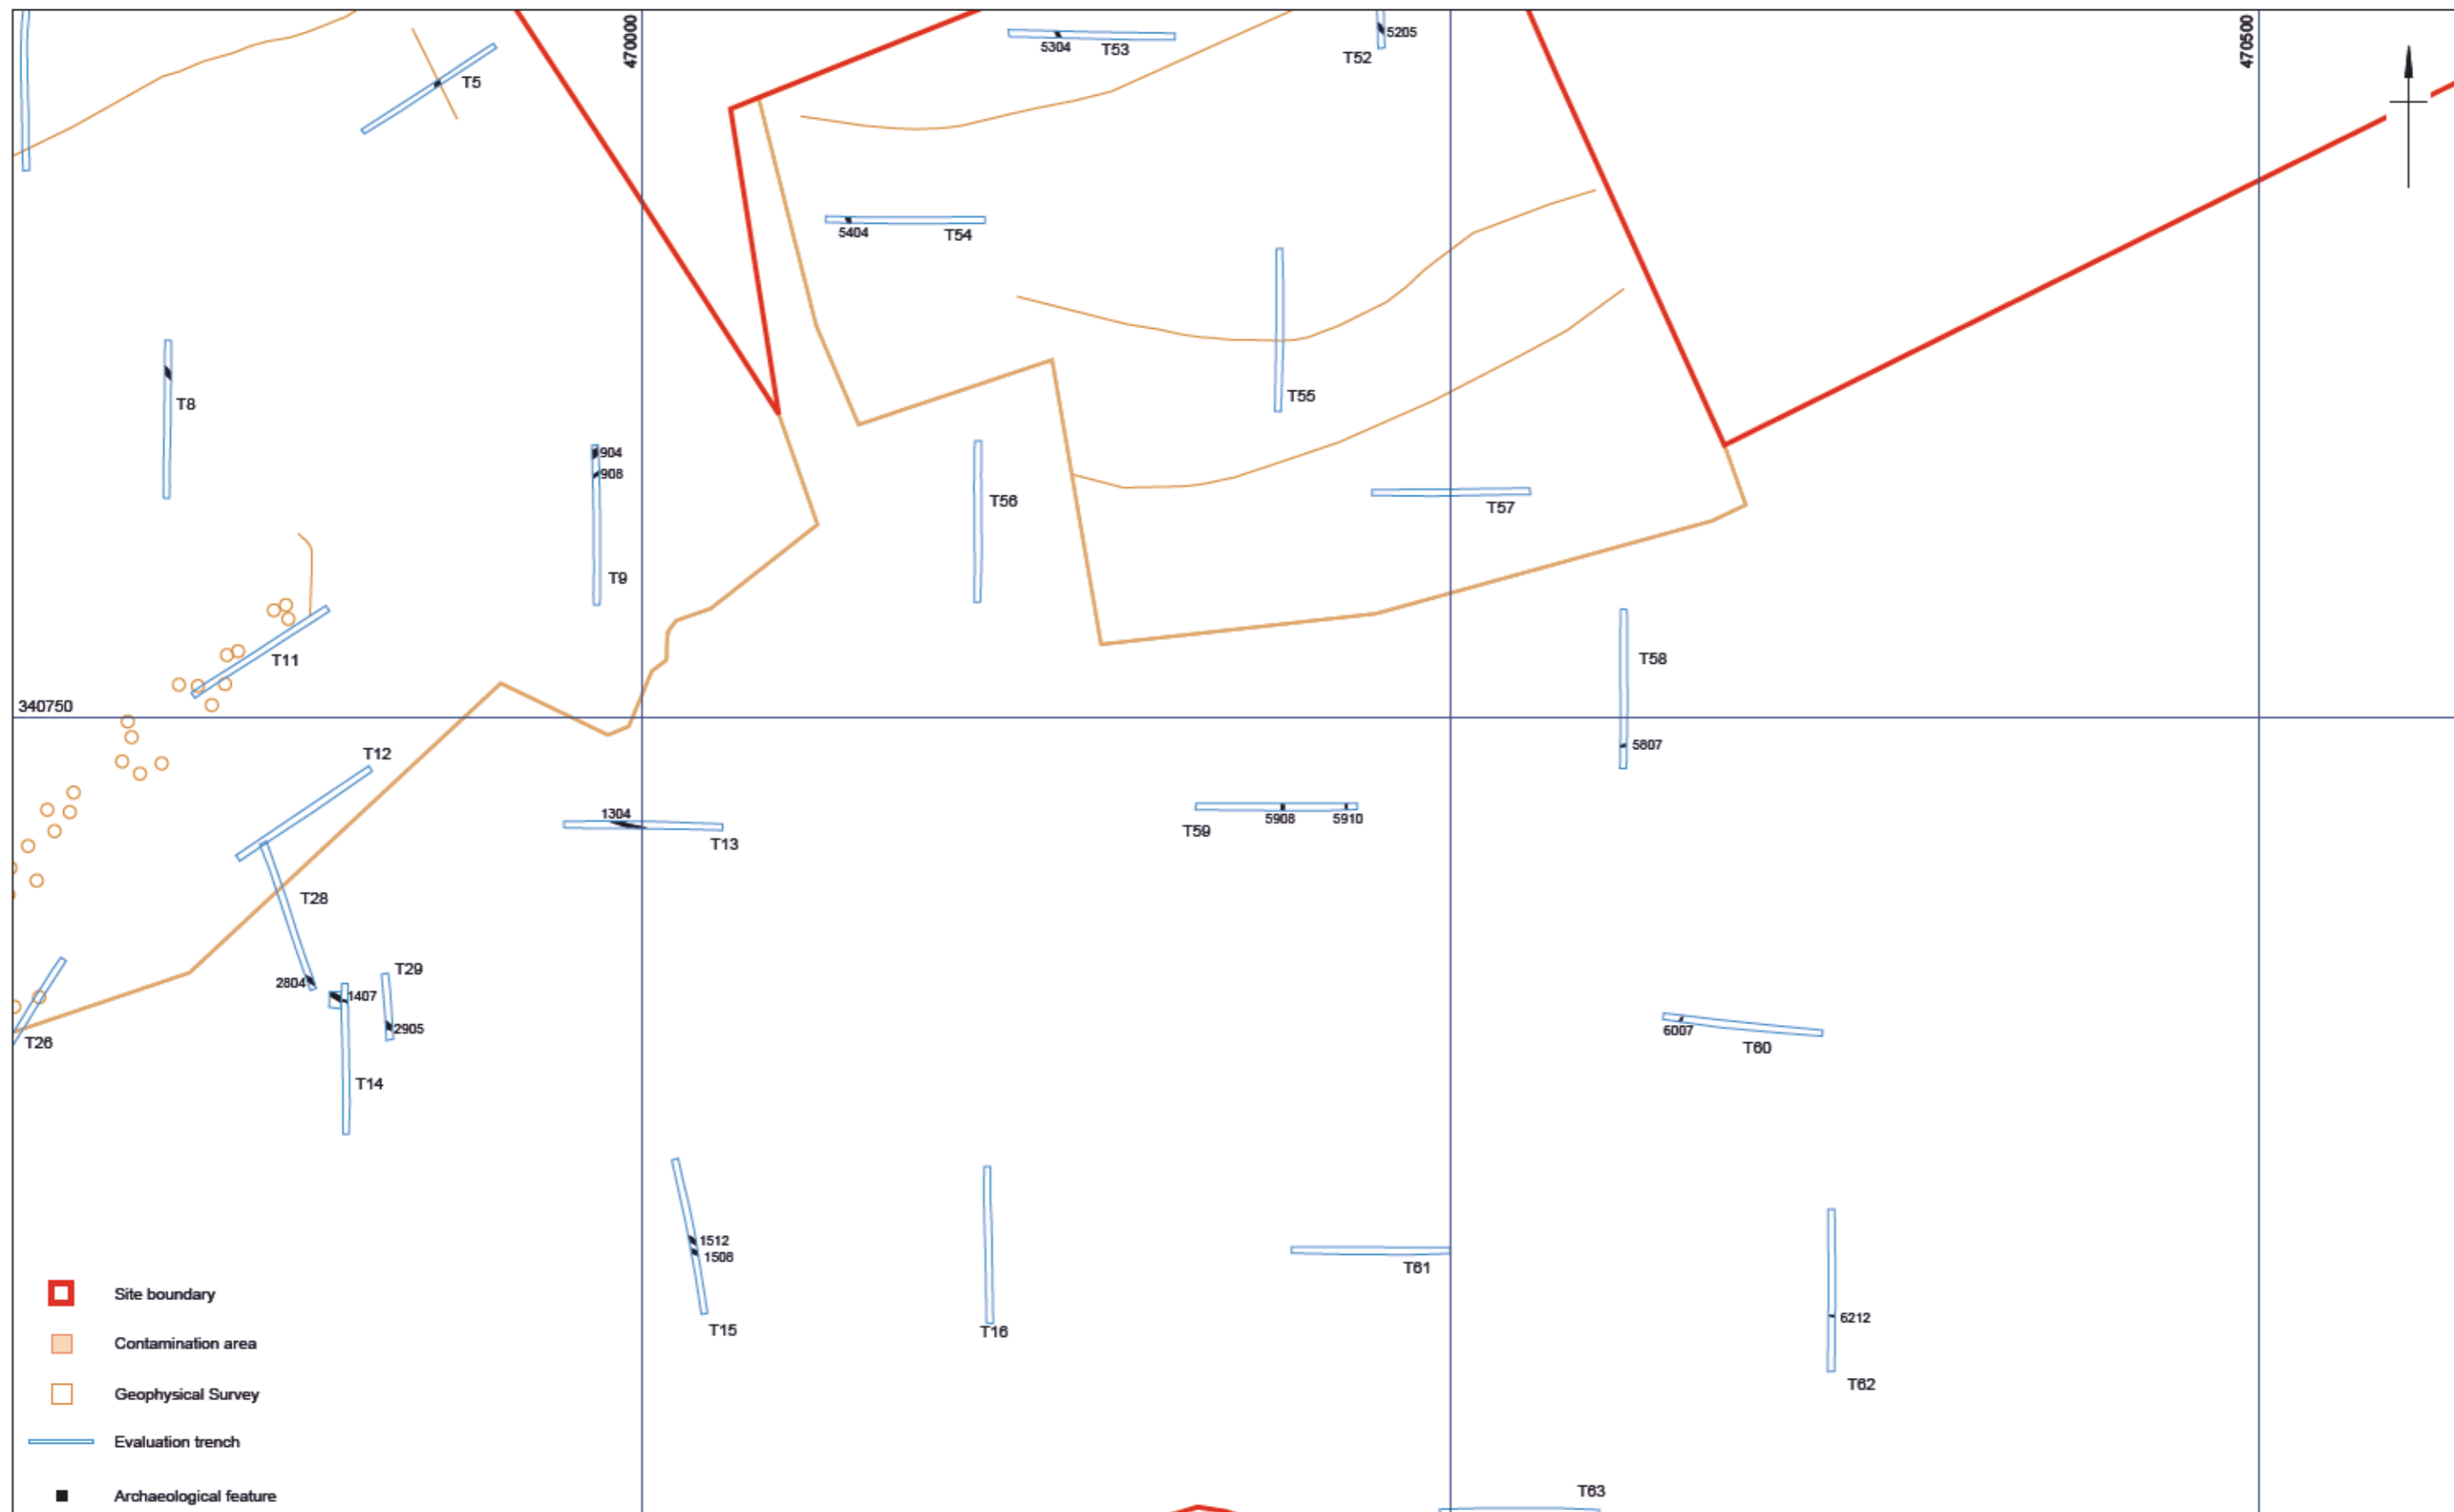 470000
470500
5304
T53
5205
T52
T5
5404
T54
T8
T55
904
908
T56
T57
T9
T11
T58
340750
5807
T12
1304
T13
T59
5908
5910
T28
2804
1407
T29
2905
T26
T14
6007
T60
1512
1508
T15
T16
T61
6212
T62
T63
Site boundary
Contamination area
Geophysical Survey
Evaluation trench
Archaeological feature